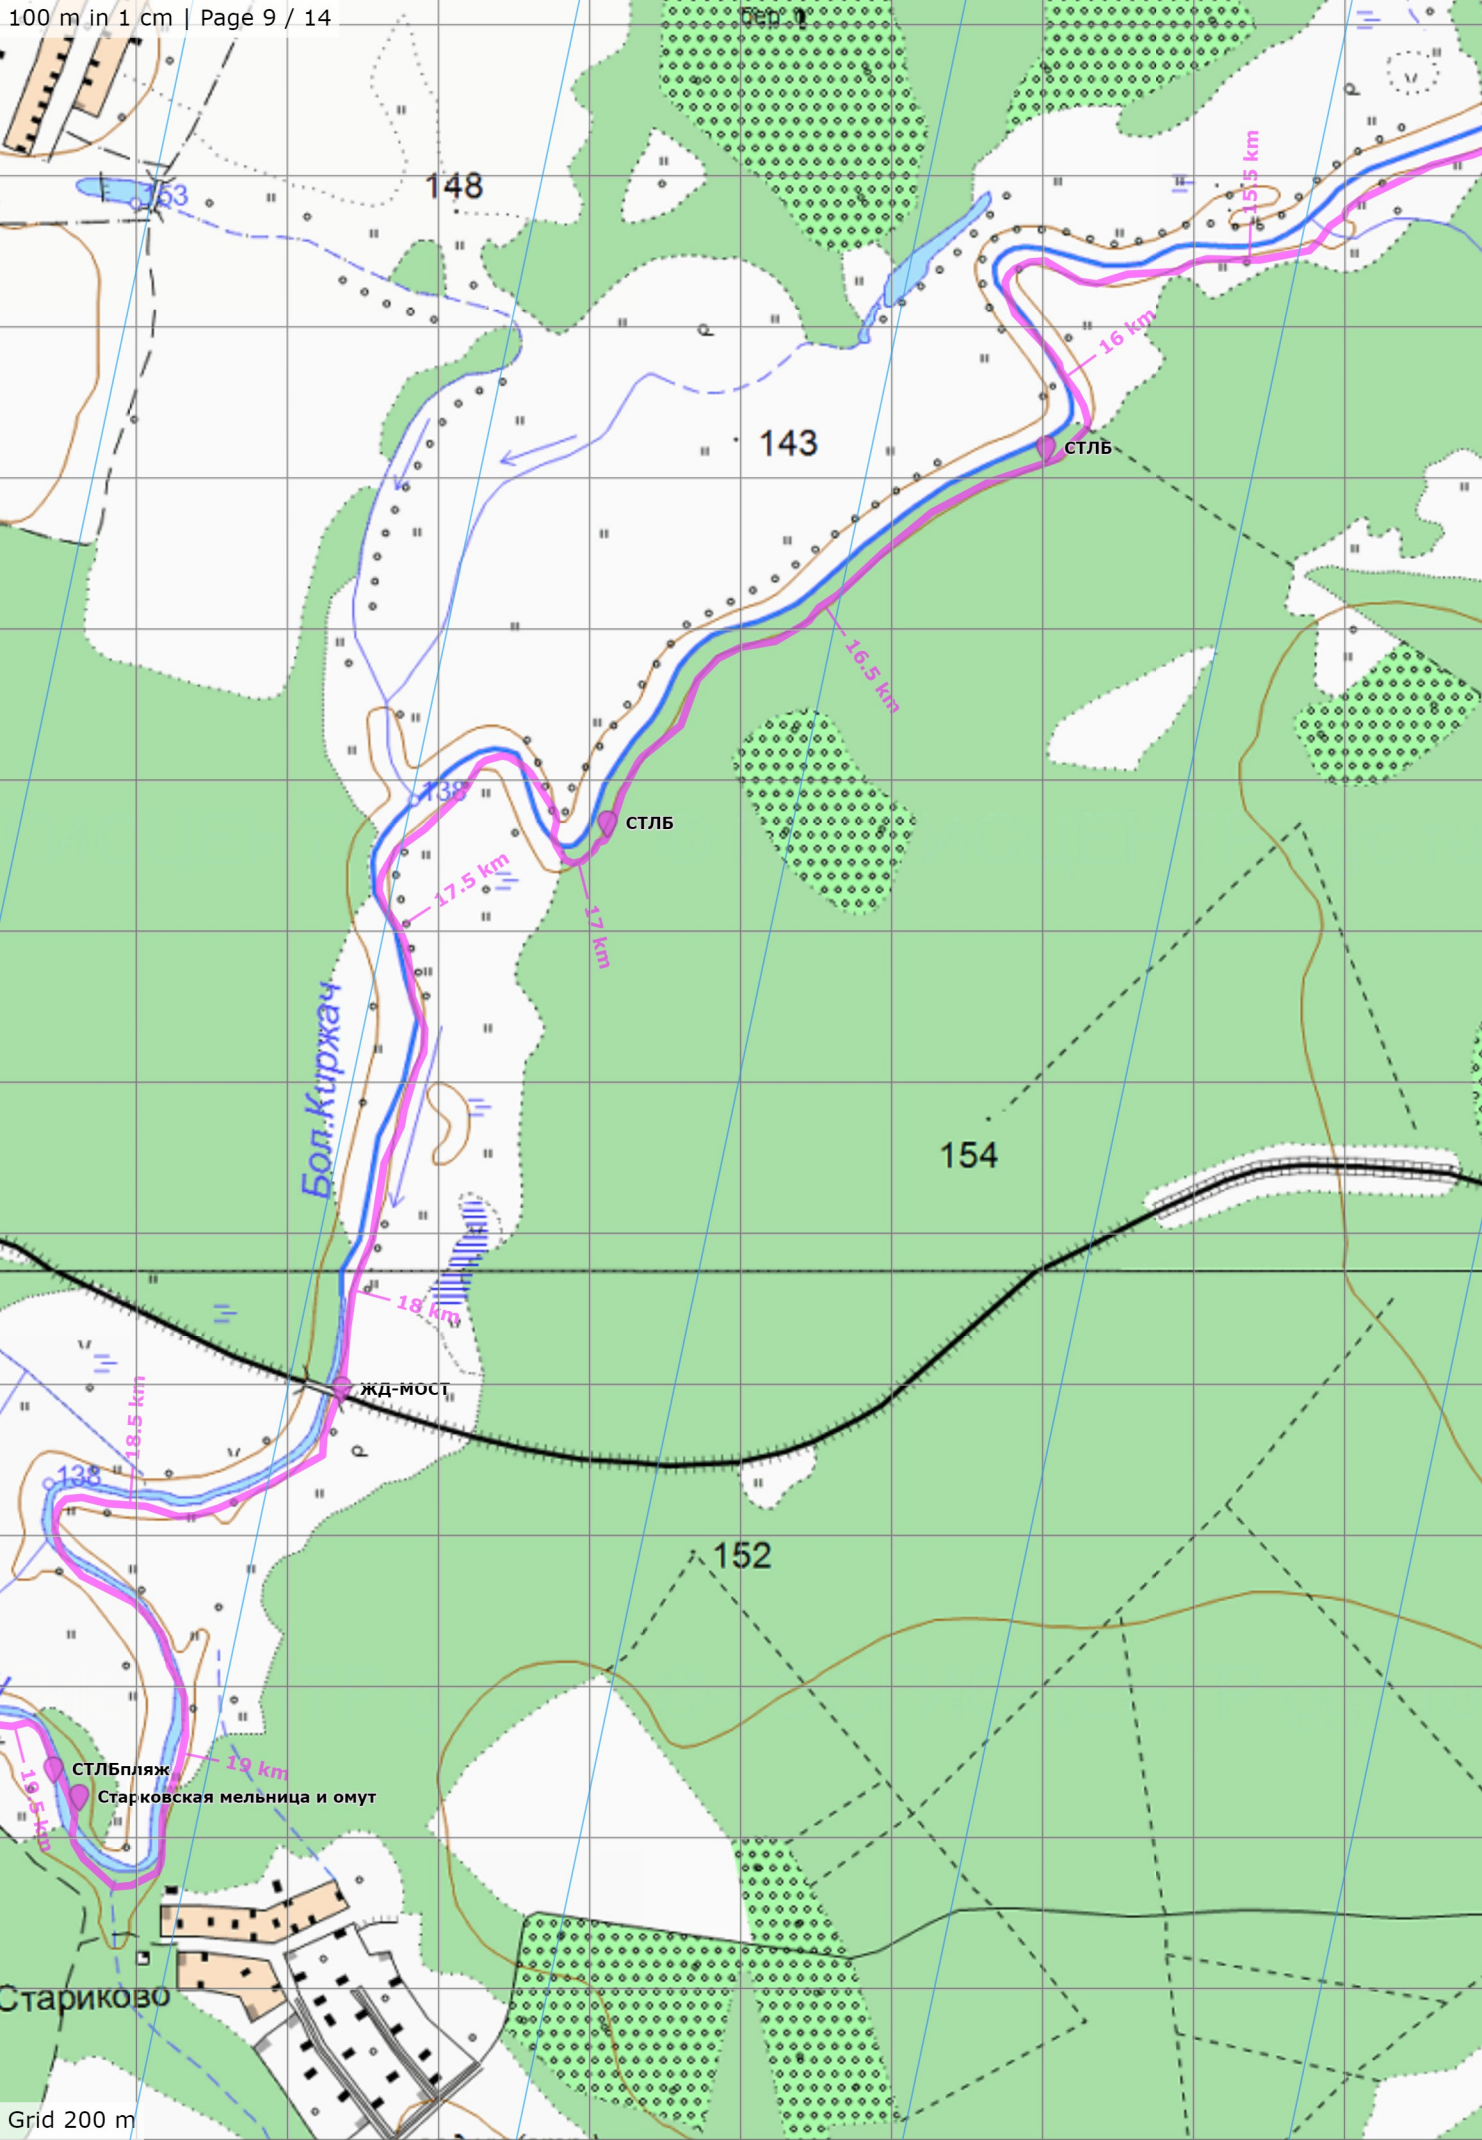 100 m in 1 cm | Page 9 / 14
бер.
153
148
15.5 km
16 km
143
СТЛБ
16.5 km
138
СТЛБ
17.5 km
17 km
Бол.Киржач
154
18 km
ЖД-МОСТ
18.5 km
138
152
19 km
СТЛБпляж
Старковская мельница и омут
19.5 km
Стариково
Grid 200 m